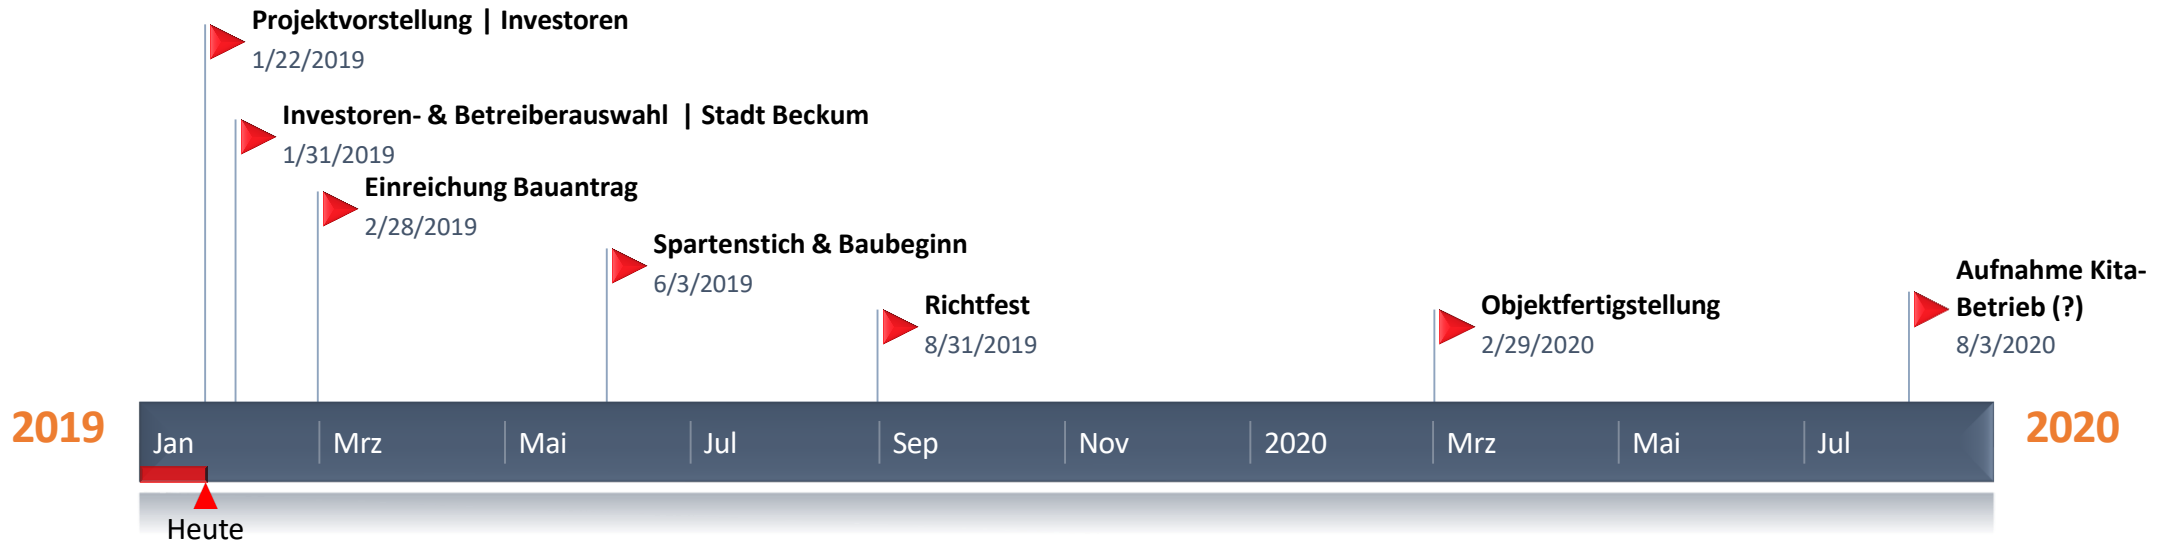 Projektvorstellung | Investoren
1/22/2019
Investoren- & Betreiberauswahl | Stadt Beckum
1/31/2019
Einreichung Bauantrag
2/28/2019
Spartenstich & Baubeginn
6/3/2019
Richtfest
8/31/2019
Objektfertigstellung
2/29/2020
Aufnahme Kita-
Betrieb (?)
8/3/2020
2019
Jan
Mrz
Mai
Jul
Sep
Nov
2020
Mrz
Mai
Jul
2020
Heute